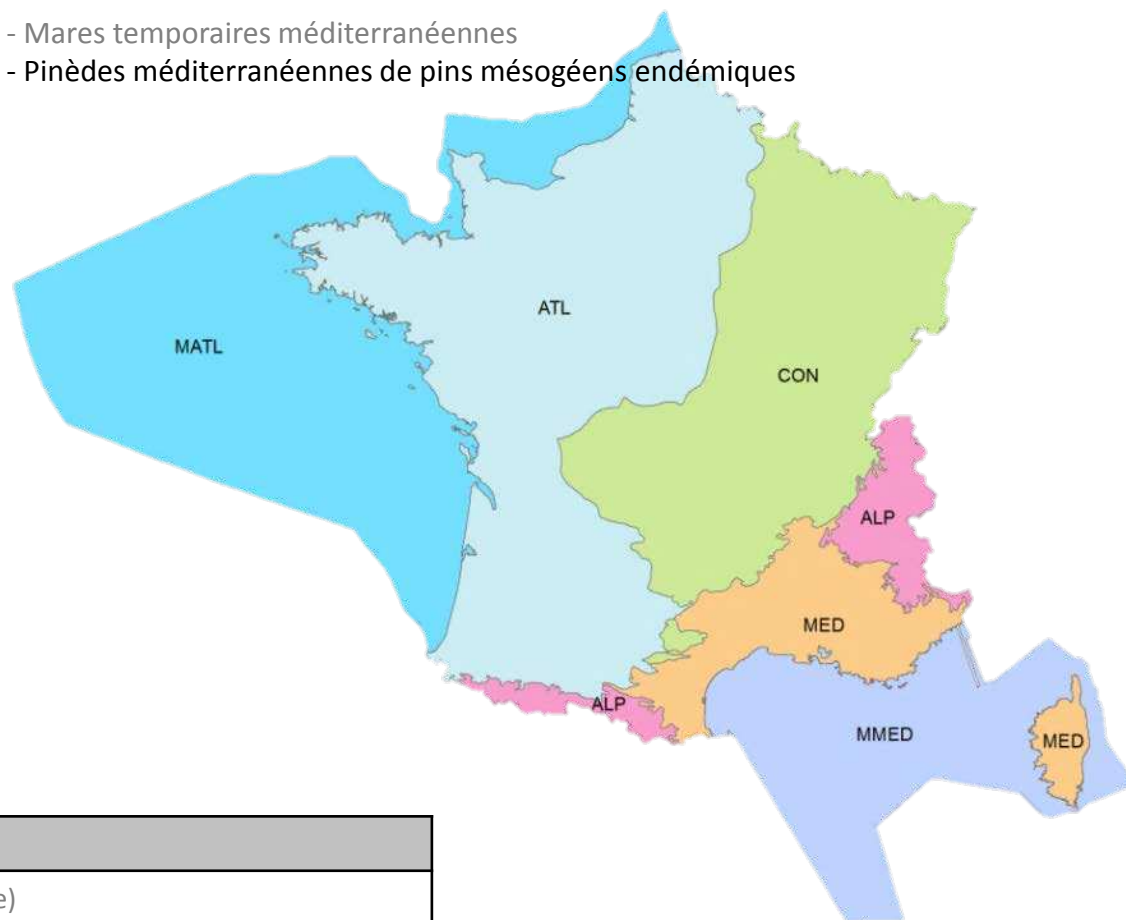 - Mares temporaires méditerranéennes
- Pinèdes méditerranéennes de pins mésogéens endémiques
ATL
MATL
CON
ALP
MED
ALP
MMED
MED
e)